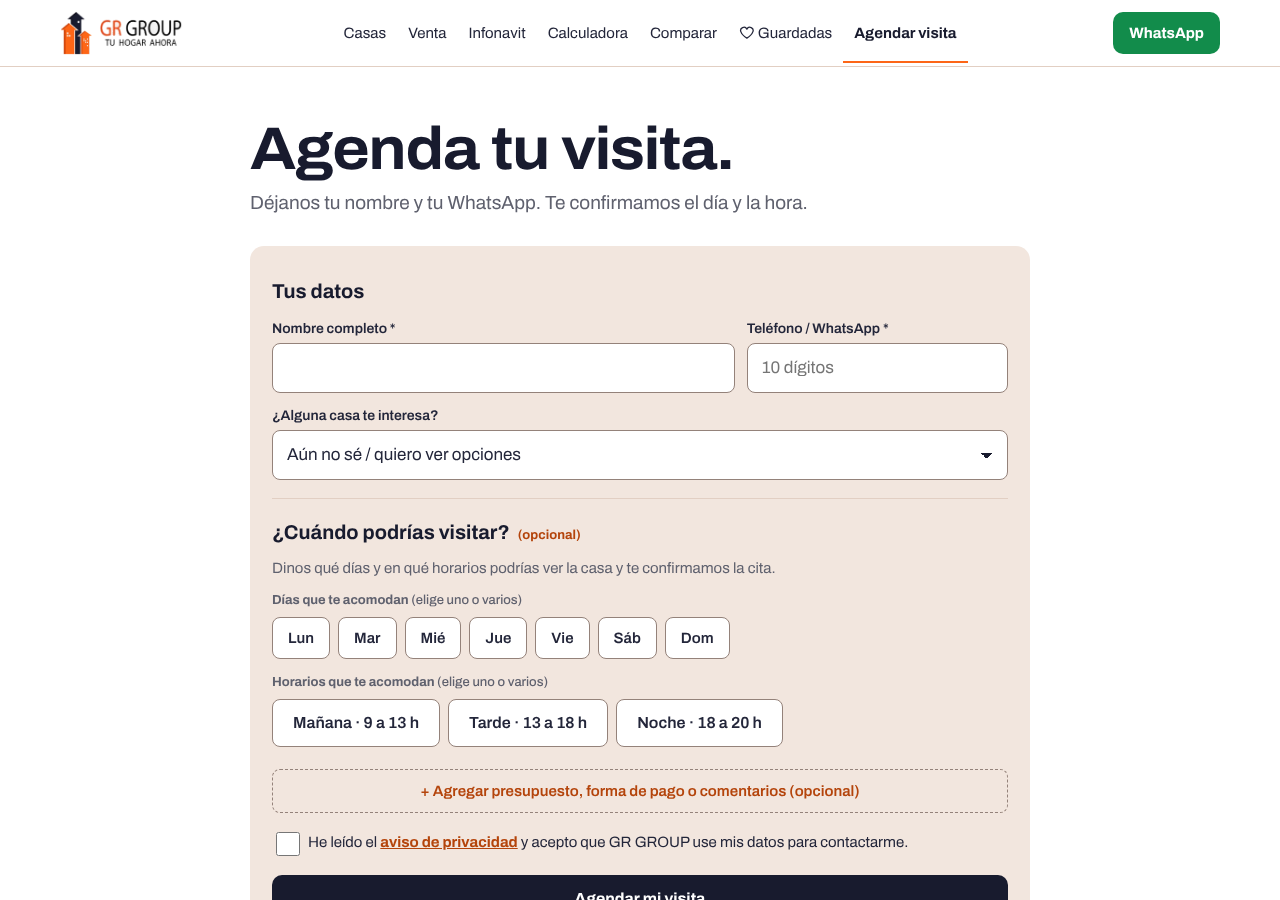 GR GROUP
TU HOGAR AHORA
Casas
Venta
Infonavit
Calculadora
Comparar
Guardadas
Agendar visita
WhatsApp
Agenda tu visita.
Déjanos tu nombre y tu WhatsApp. Te confirmamos el día y la hora.
Tus datos
Nombre completo *
Teléfono / WhatsApp *
10 dígitos
¿Alguna casa te interesa?
Aún no sé / quiero ver opciones
¿Cuándo podrías visitar? (opcional)
Dinos qué días y en qué horarios podrías ver la casa y te confirmamos la cita.
Días que te acomodan (elige uno o varios)
Lun
Mar
Mié
Jue
Vie
Sáb
Dom
Horarios que te acomodan (elige uno o varios)
Mañana · 9 a 13 h
Tarde · 13 a 18 h
Noche · 18 a 20 h
+ Agregar presupuesto, forma de pago o comentarios (opcional)
He leído el aviso de privacidad y acepto que GR GROUP use mis datos para contactarme.
Agendar mi visita